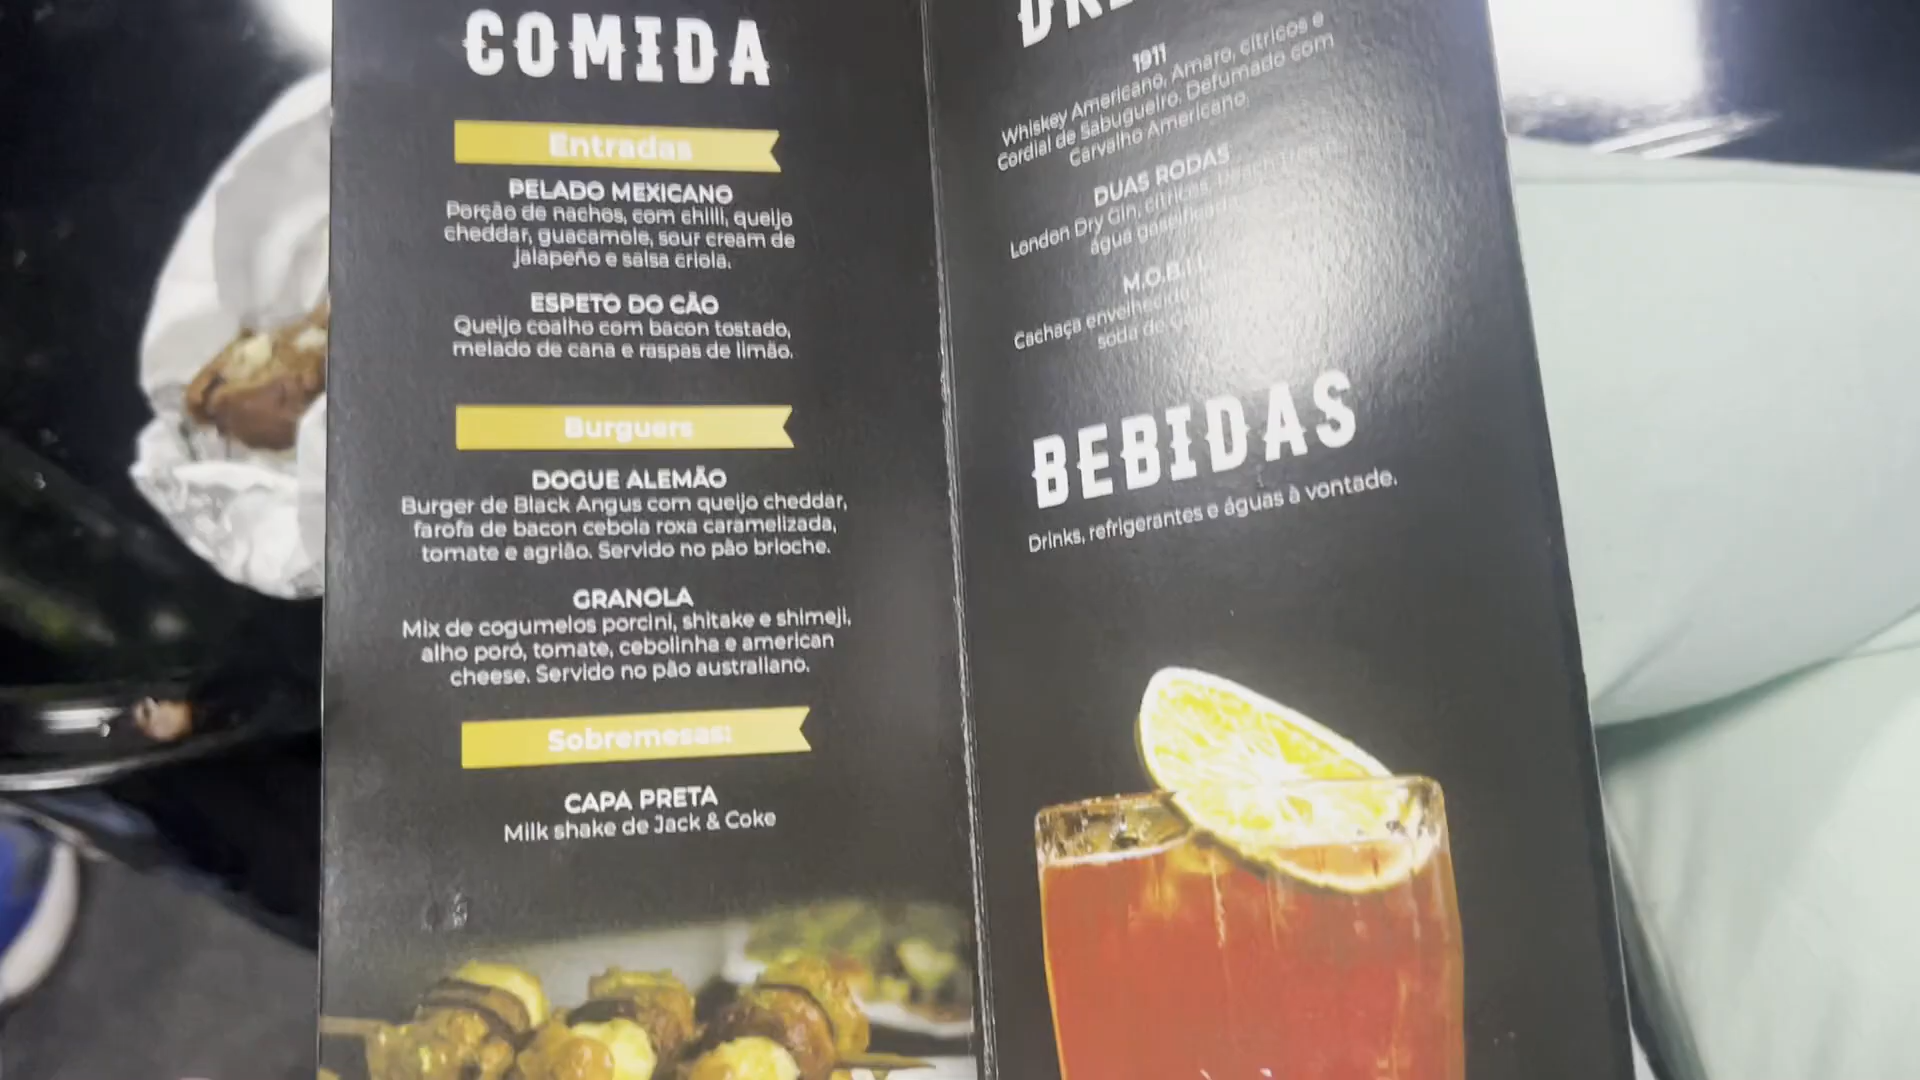 COMIDA
Entradas
PELADO MEXICANO
Porção de nachos, com chilli, queijo
cheddar, guacamole, sour cream de
jalapeño e salsa criola.
ESPETO DO CÃO
Queijo coalho com bacon tostado,
melado de cana e raspas de limão.
Burguers
DOGUE ALEMÃO
Burger de Black Angus com queijo cheddar,
farofa de bacon cebola roxa caramelizada,
tomate e agrião. Servido no pão brioche.
GRANOLA
Mix de cogumelos porcini, shitake e shimeji,
alho poró, tomate, cebolinha e american
cheese. Servido no pão australiano.
Sobremesas:
CAPA PRETA
Milk shake de Jack & Coke
1911
Whiskey Americano, Amaro, cítricos e
Cordial de Sabugueiro. Defumado com
Carvalho Americano.
DUAS RODAS
London Dry Gin, cítricos,
água gaseificada
Cachaça envelhecida
soda de
BEBIDAS
Drinks, refrigerantes e águas à vontade.